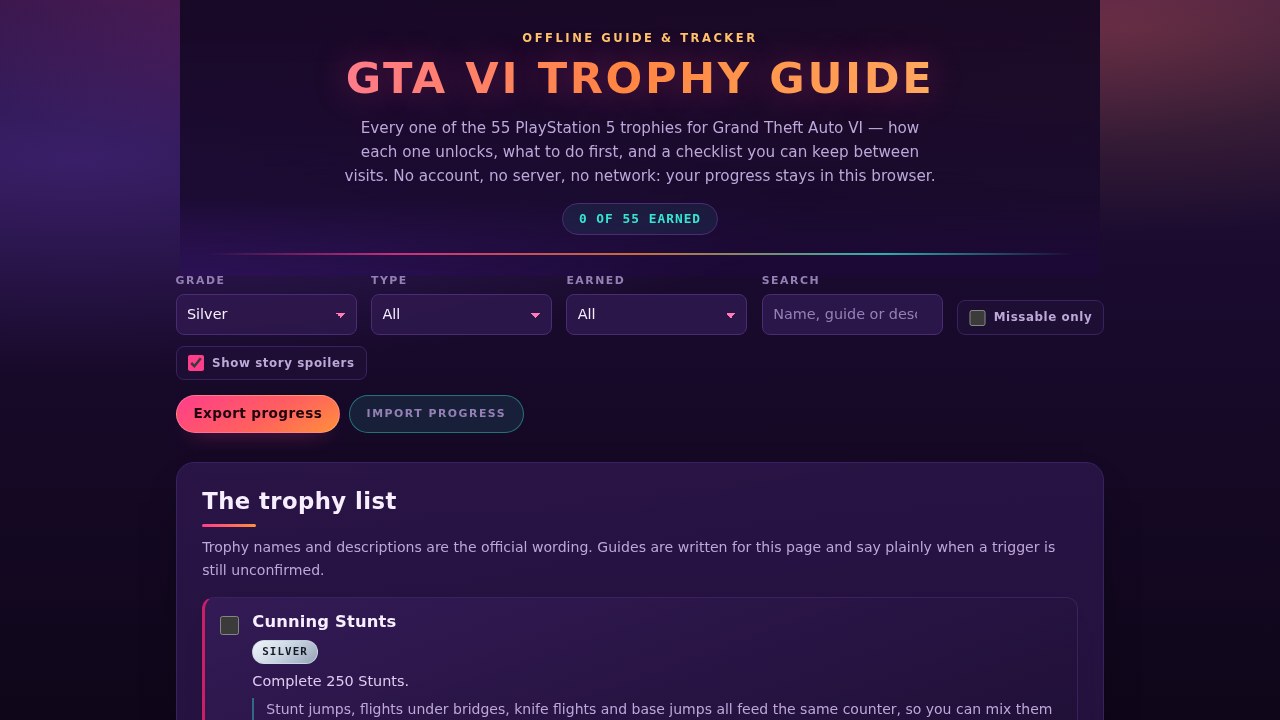 OFFLINE GUIDE & TRACKER
GTA VI TROPHY GUIDE
Every one of the 55 PlayStation 5 trophies for Grand Theft Auto VI — how
each one unlocks, what to do first, and a checklist you can keep between
visits. No account, no server, no network: your progress stays in this browser.
0 OF 55 EARNED
GRADE TYPE EARNED SEARCH
Silver All All Name, guide or desc Missable only
Show story spoilers
Export progress IMPORT PROGRESS
The trophy list
Trophy names and descriptions are the official wording. Guides are written for this page and say plainly when a trigger is
still unconfirmed.
Cunning Stunts
SILVER
Complete 250 Stunts.
Stunt jumps, flights under bridges, knife flights and base jumps all feed the same counter, so you can mix them